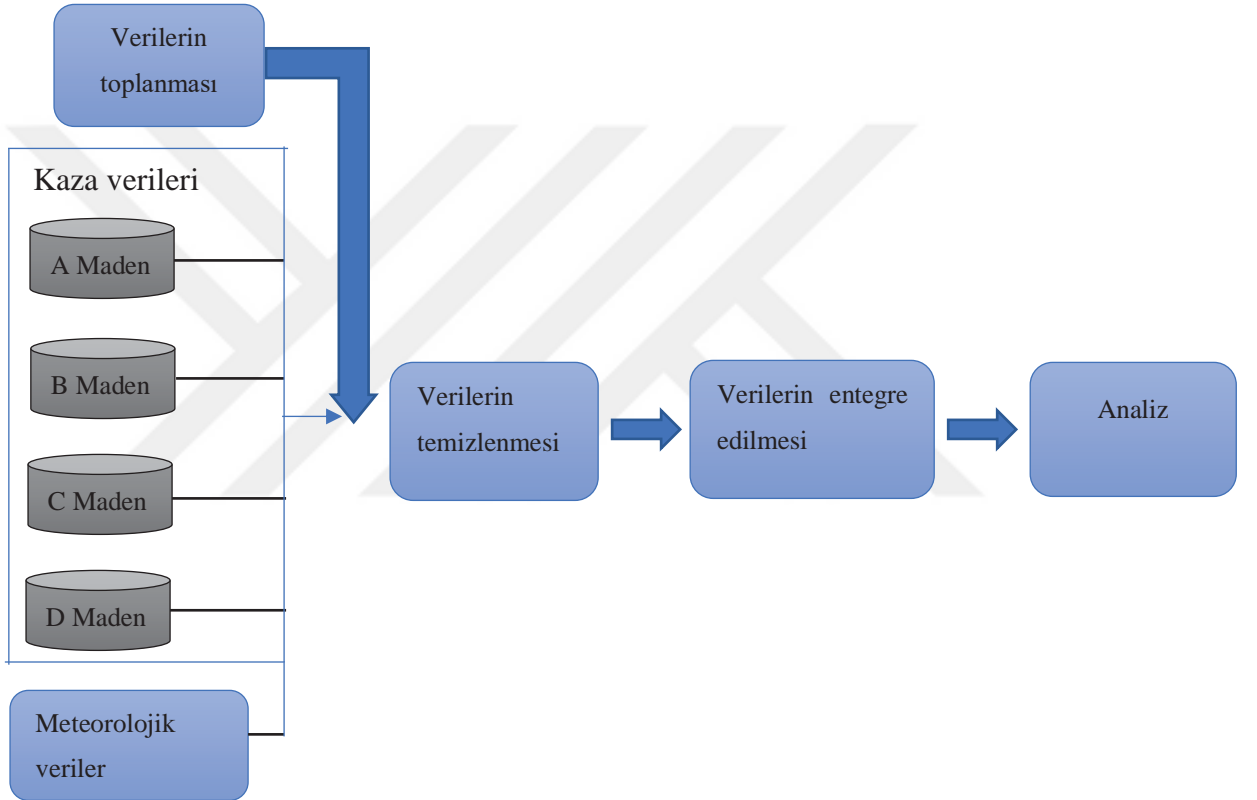 Verilerin
toplanması
Kaza verileri
A Maden
B Maden
C Maden
D Maden
Meteorolojik
veriler
Verilerin
temizlenmesi
Verilerin entegre
edilmesi
Analiz